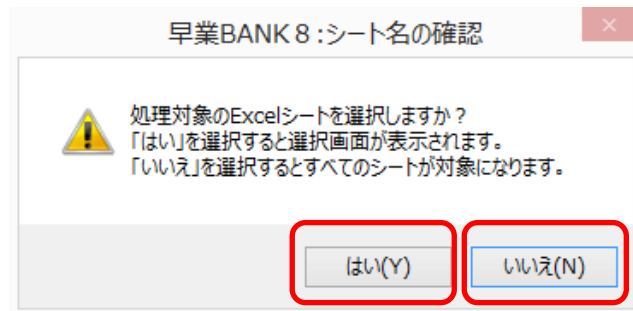 早業BANK８:シート名の確認
処理対象のExcelシートを選択しますか？
「はい」を選択すると選択画面が表示されます。
「いいえ」を選択するとすべてのシートが対象になります。
はい(Y)
いいえ(N)